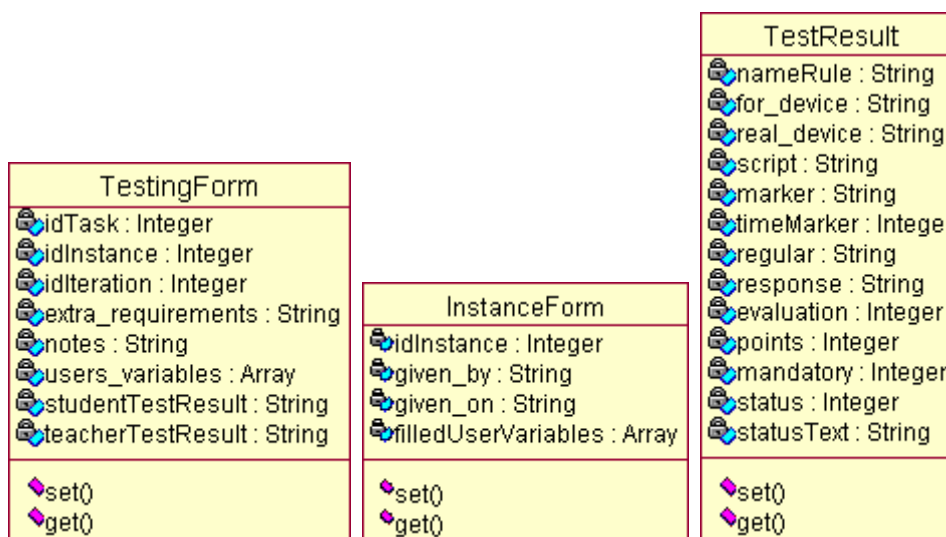 TestingForm
idTask : Integer
idInstance : Integer
idIteration : Integer
extra_requirements : String
notes : String
users_variables : Array
studentTestResult : String
teacherTestResult : String
set()
get()
InstanceForm
idInstance : Integer
given_by : String
given_on : String
filledUserVariables : Array
set()
get()
TestResult
nameRule : String
for_device : String
real_device : String
script : String
marker : String
timeMarker : Intege
regular : String
response : String
evaluation : Integer
points : Integer
mandatory : Integer
status : Integer
statusText : String
set()
get()